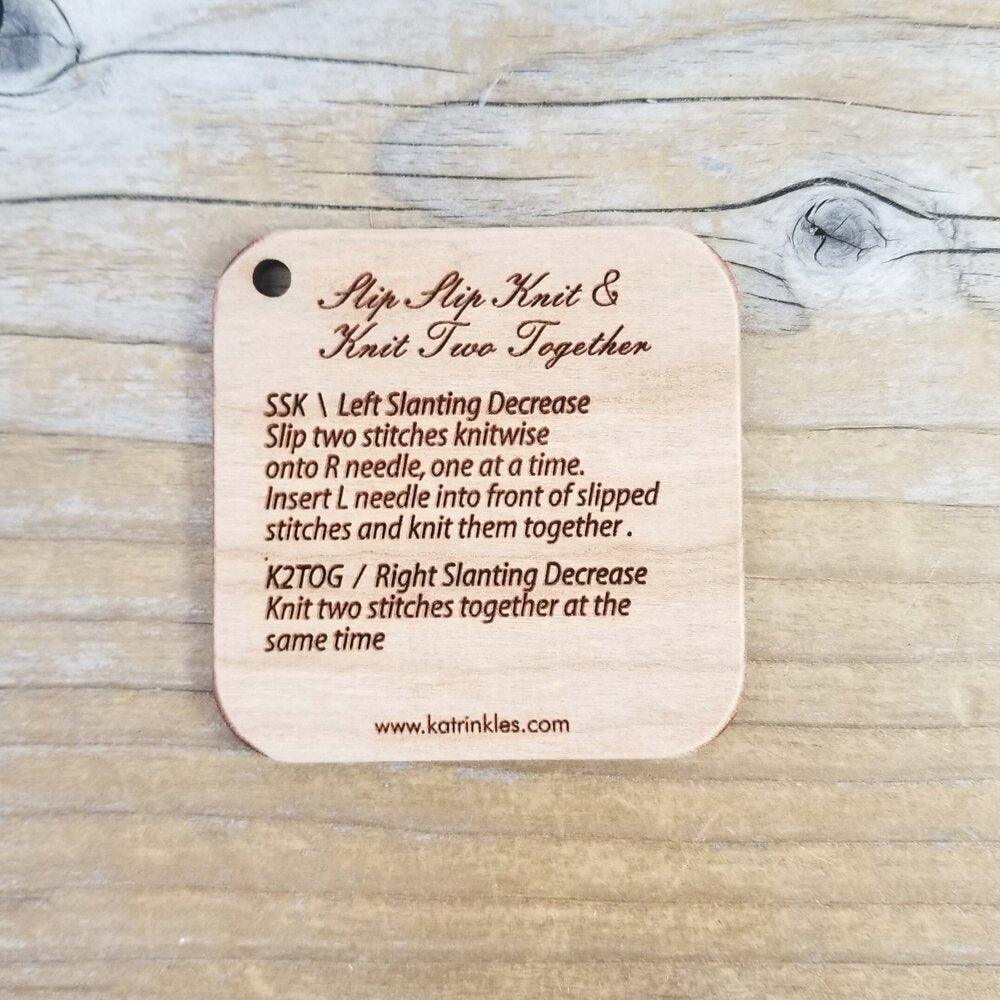 Slip Slip Knit &
Knit Two Together
SSK \ Left Slanting Decrease
Slip two stitches knitwise
onto R needle, one at a time.
Insert L needle into front of slipped
stitches and knit them together .
K2TOG / Right Slanting Decrease
Knit two stitches together at the
same time
www.katrinkles.com